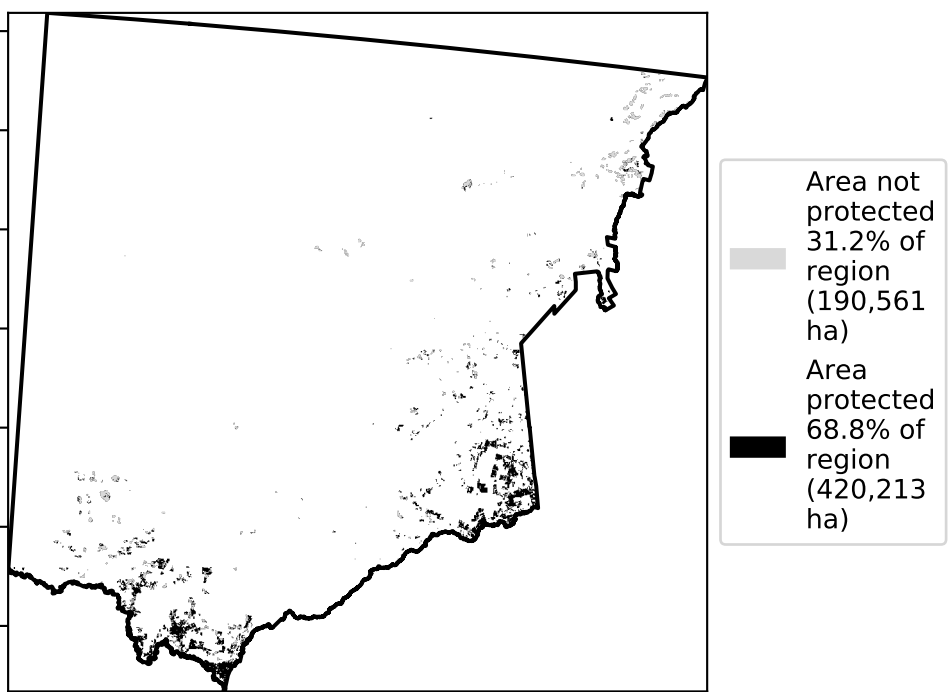 Area not
protected
31.2% of
region
(190,561
ha)
Area
protected
68.8% of
region
(420,213
ha)